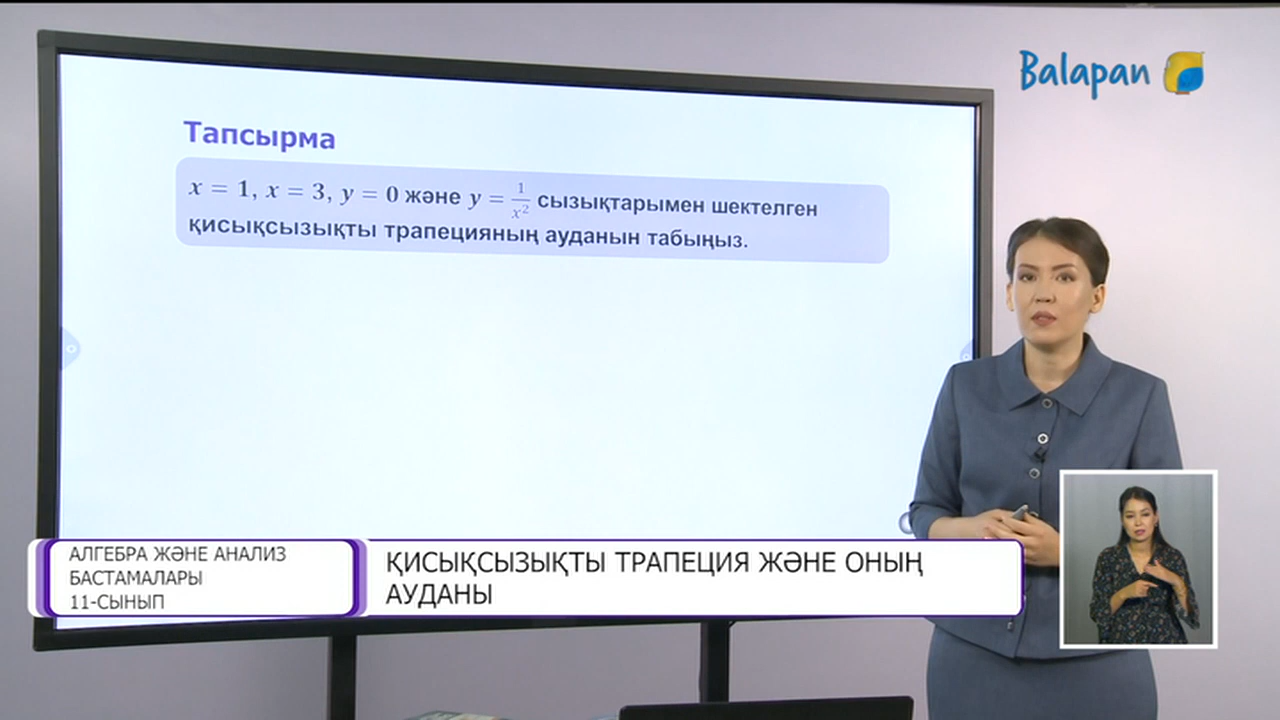 Balapan
Тапсырма
x = 1, x = 3, y = 0 және y = 1/x² сызықтарымен шектелген
қисықсызықты трапецияның ауданын табыңыз.
АЛГЕБРА ЖӘНЕ АНАЛИЗ
БАСТАМАЛАРЫ
11-СЫНЫП
ҚИСЫҚСЫЗЫҚТЫ ТРАПЕЦИЯ ЖӘНЕ ОНЫҢ
АУДАНЫ